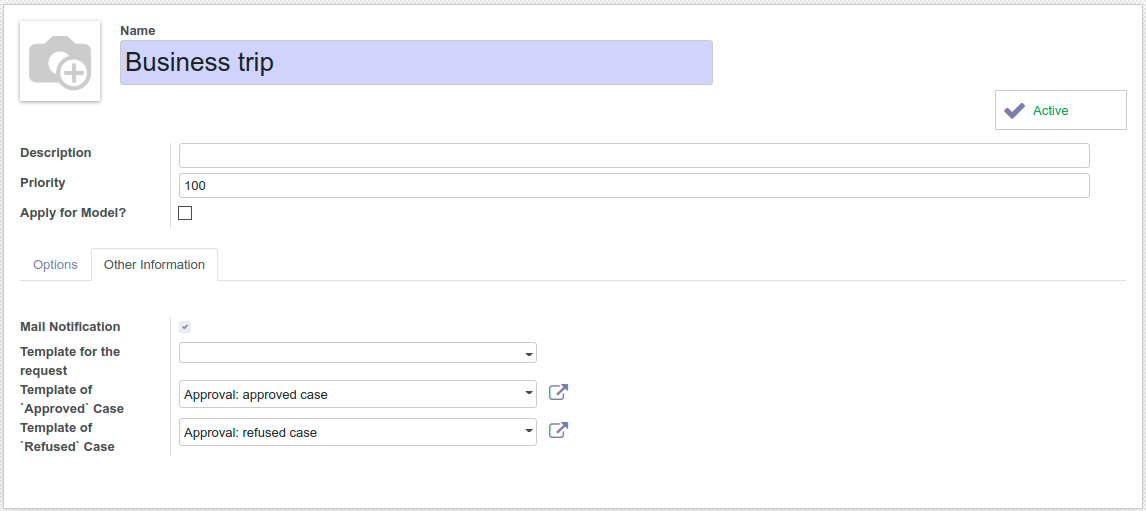 Name
Business trip
Active
Description
Priority
100
Apply for Model?
Options
Other Information
Mail Notification
Template for the
request
Template of
`Approved` Case
Approval: approved case
Template of
`Refused` Case
Approval: refused case